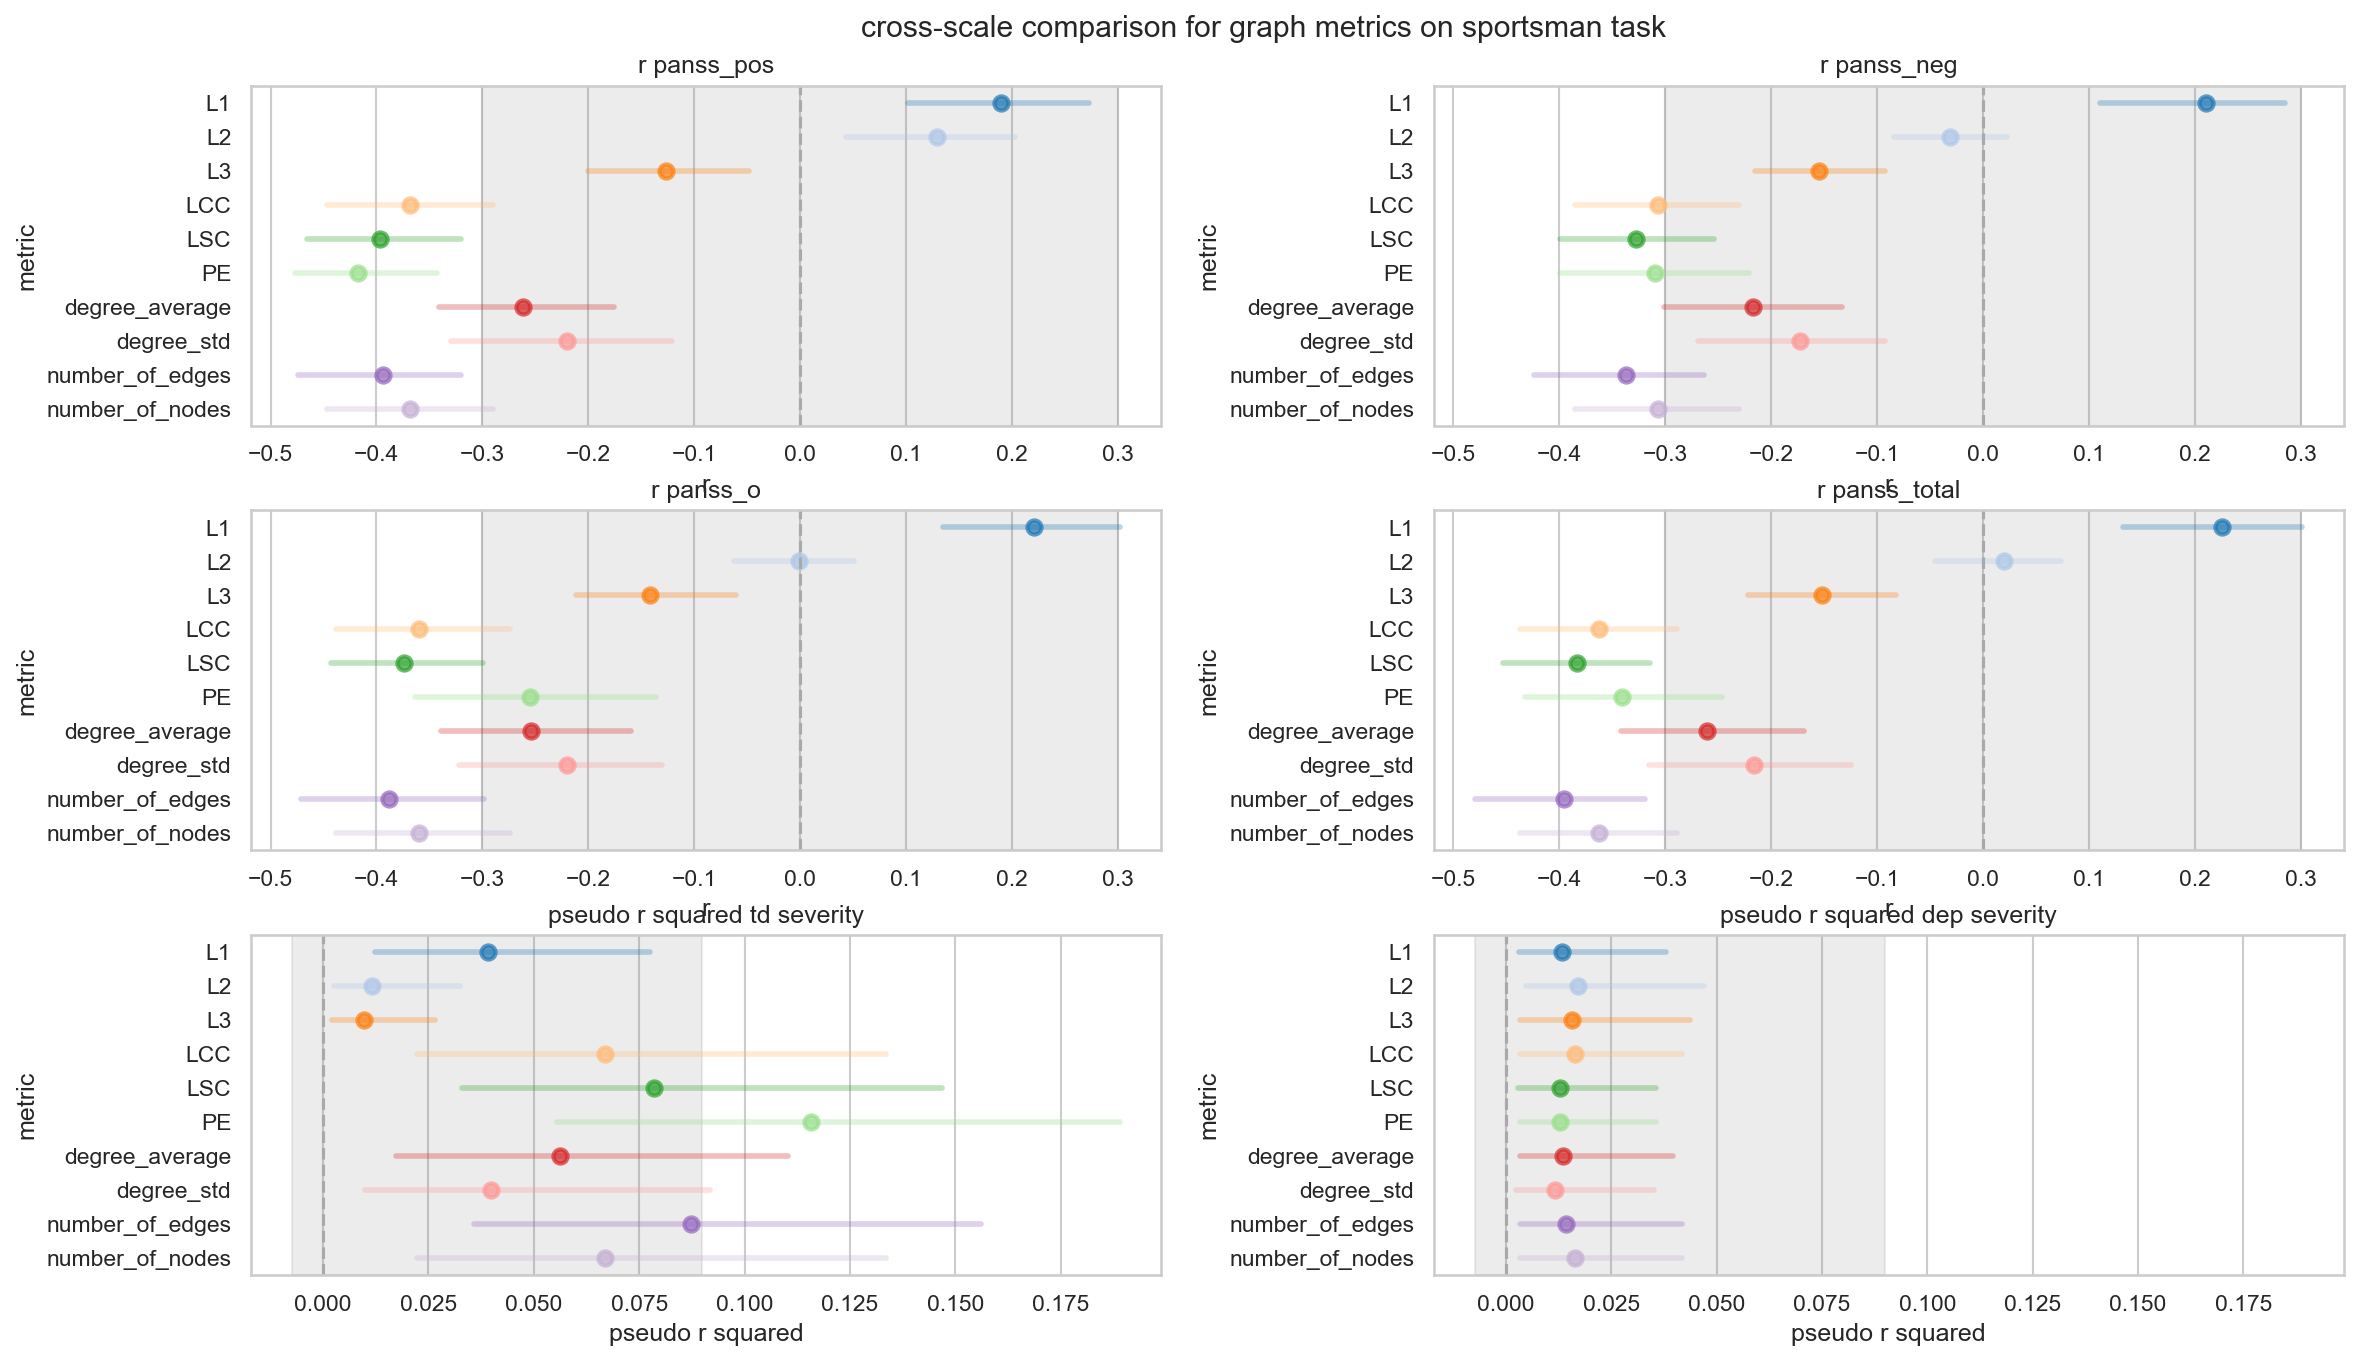 cross-scale comparison for graph metrics on sportsman task
r panss_pos
metric
L1
L2
L3
LCC
LSC
PE
degree_average
degree_std
number_of_edges
number_of_nodes
−0.5 −0.4 −0.3 −0.2 −0.1 0.0 0.1 0.2 0.3
r
r panss_neg
metric
L1
L2
L3
LCC
LSC
PE
degree_average
degree_std
number_of_edges
number_of_nodes
−0.5 −0.4 −0.3 −0.2 −0.1 0.0 0.1 0.2 0.3
r
r panss_o
metric
L1
L2
L3
LCC
LSC
PE
degree_average
degree_std
number_of_edges
number_of_nodes
−0.5 −0.4 −0.3 −0.2 −0.1 0.0 0.1 0.2 0.3
r
r panss_total
metric
L1
L2
L3
LCC
LSC
PE
degree_average
degree_std
number_of_edges
number_of_nodes
−0.5 −0.4 −0.3 −0.2 −0.1 0.0 0.1 0.2 0.3
r
pseudo r squared td severity
metric
L1
L2
L3
LCC
LSC
PE
degree_average
degree_std
number_of_edges
number_of_nodes
0.000 0.025 0.050 0.075 0.100 0.125 0.150 0.175
pseudo r squared
pseudo r squared dep severity
metric
L1
L2
L3
LCC
LSC
PE
degree_average
degree_std
number_of_edges
number_of_nodes
0.000 0.025 0.050 0.075 0.100 0.125 0.150 0.175
pseudo r squared